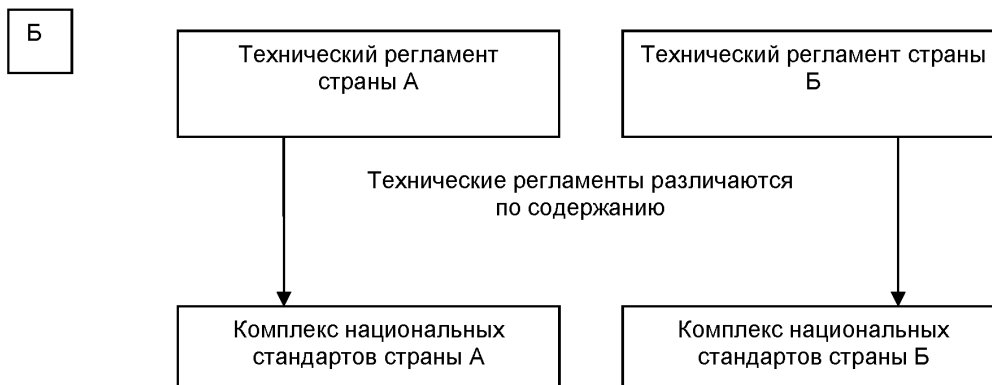 Б
Технический регламент
страны А
Технический регламент страны
Б
Технические регламенты различаются
по содержанию
Комплекс национальных
стандартов страны А
Комплекс национальных
стандартов страны Б